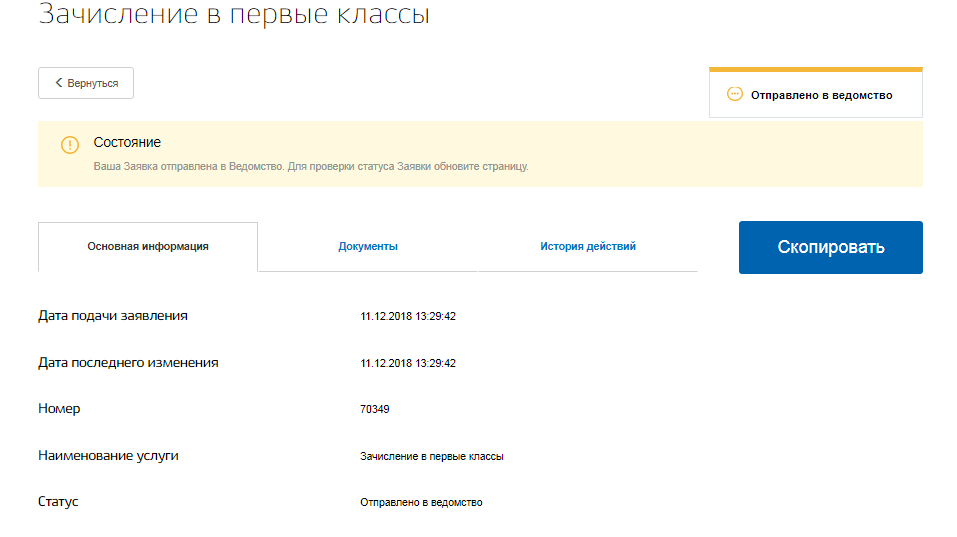 Зачисление в первые классы
Вернуться
Отправлено в ведомство
Состояние
Ваша Заявка отправлена в Ведомство. Для проверки статуса Заявки обновите страницу.
Основная информация
Документы
История действий
Скопировать
Дата подачи заявления
11.12.2018 13:29:42
Дата последнего изменения
11.12.2018 13:29:42
Номер
70349
Наименование услуги
Зачисление в первые классы
Статус
Отправлено в ведомство